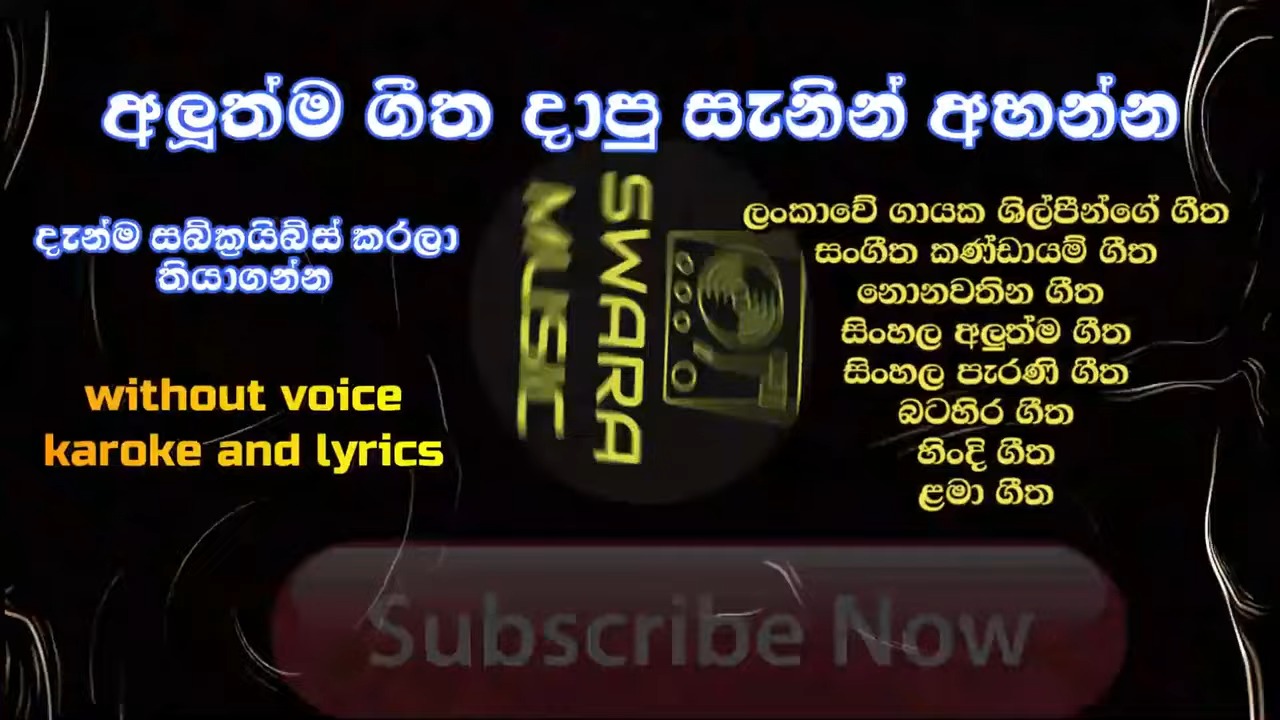 අලුත්ම ගීත දාපු සැනින් අහන්න
දැන්ම සබ්ක්‍රයිබ්ස් කරලා
තියාගන්න
without voice
karoke and lyrics
SWARA
MUSIC
ලංකාවේ ගායක ශිල්පීන්ගේ ගීත
සංගීත කණ්ඩායම් ගීත
නොනවතින ගීත
සිංහල අලුත්ම ගීත
සිංහල පැරණි ගීත
බටහිර ගීත
හින්දි ගීත
ළමා ගීත
Subscribe Now